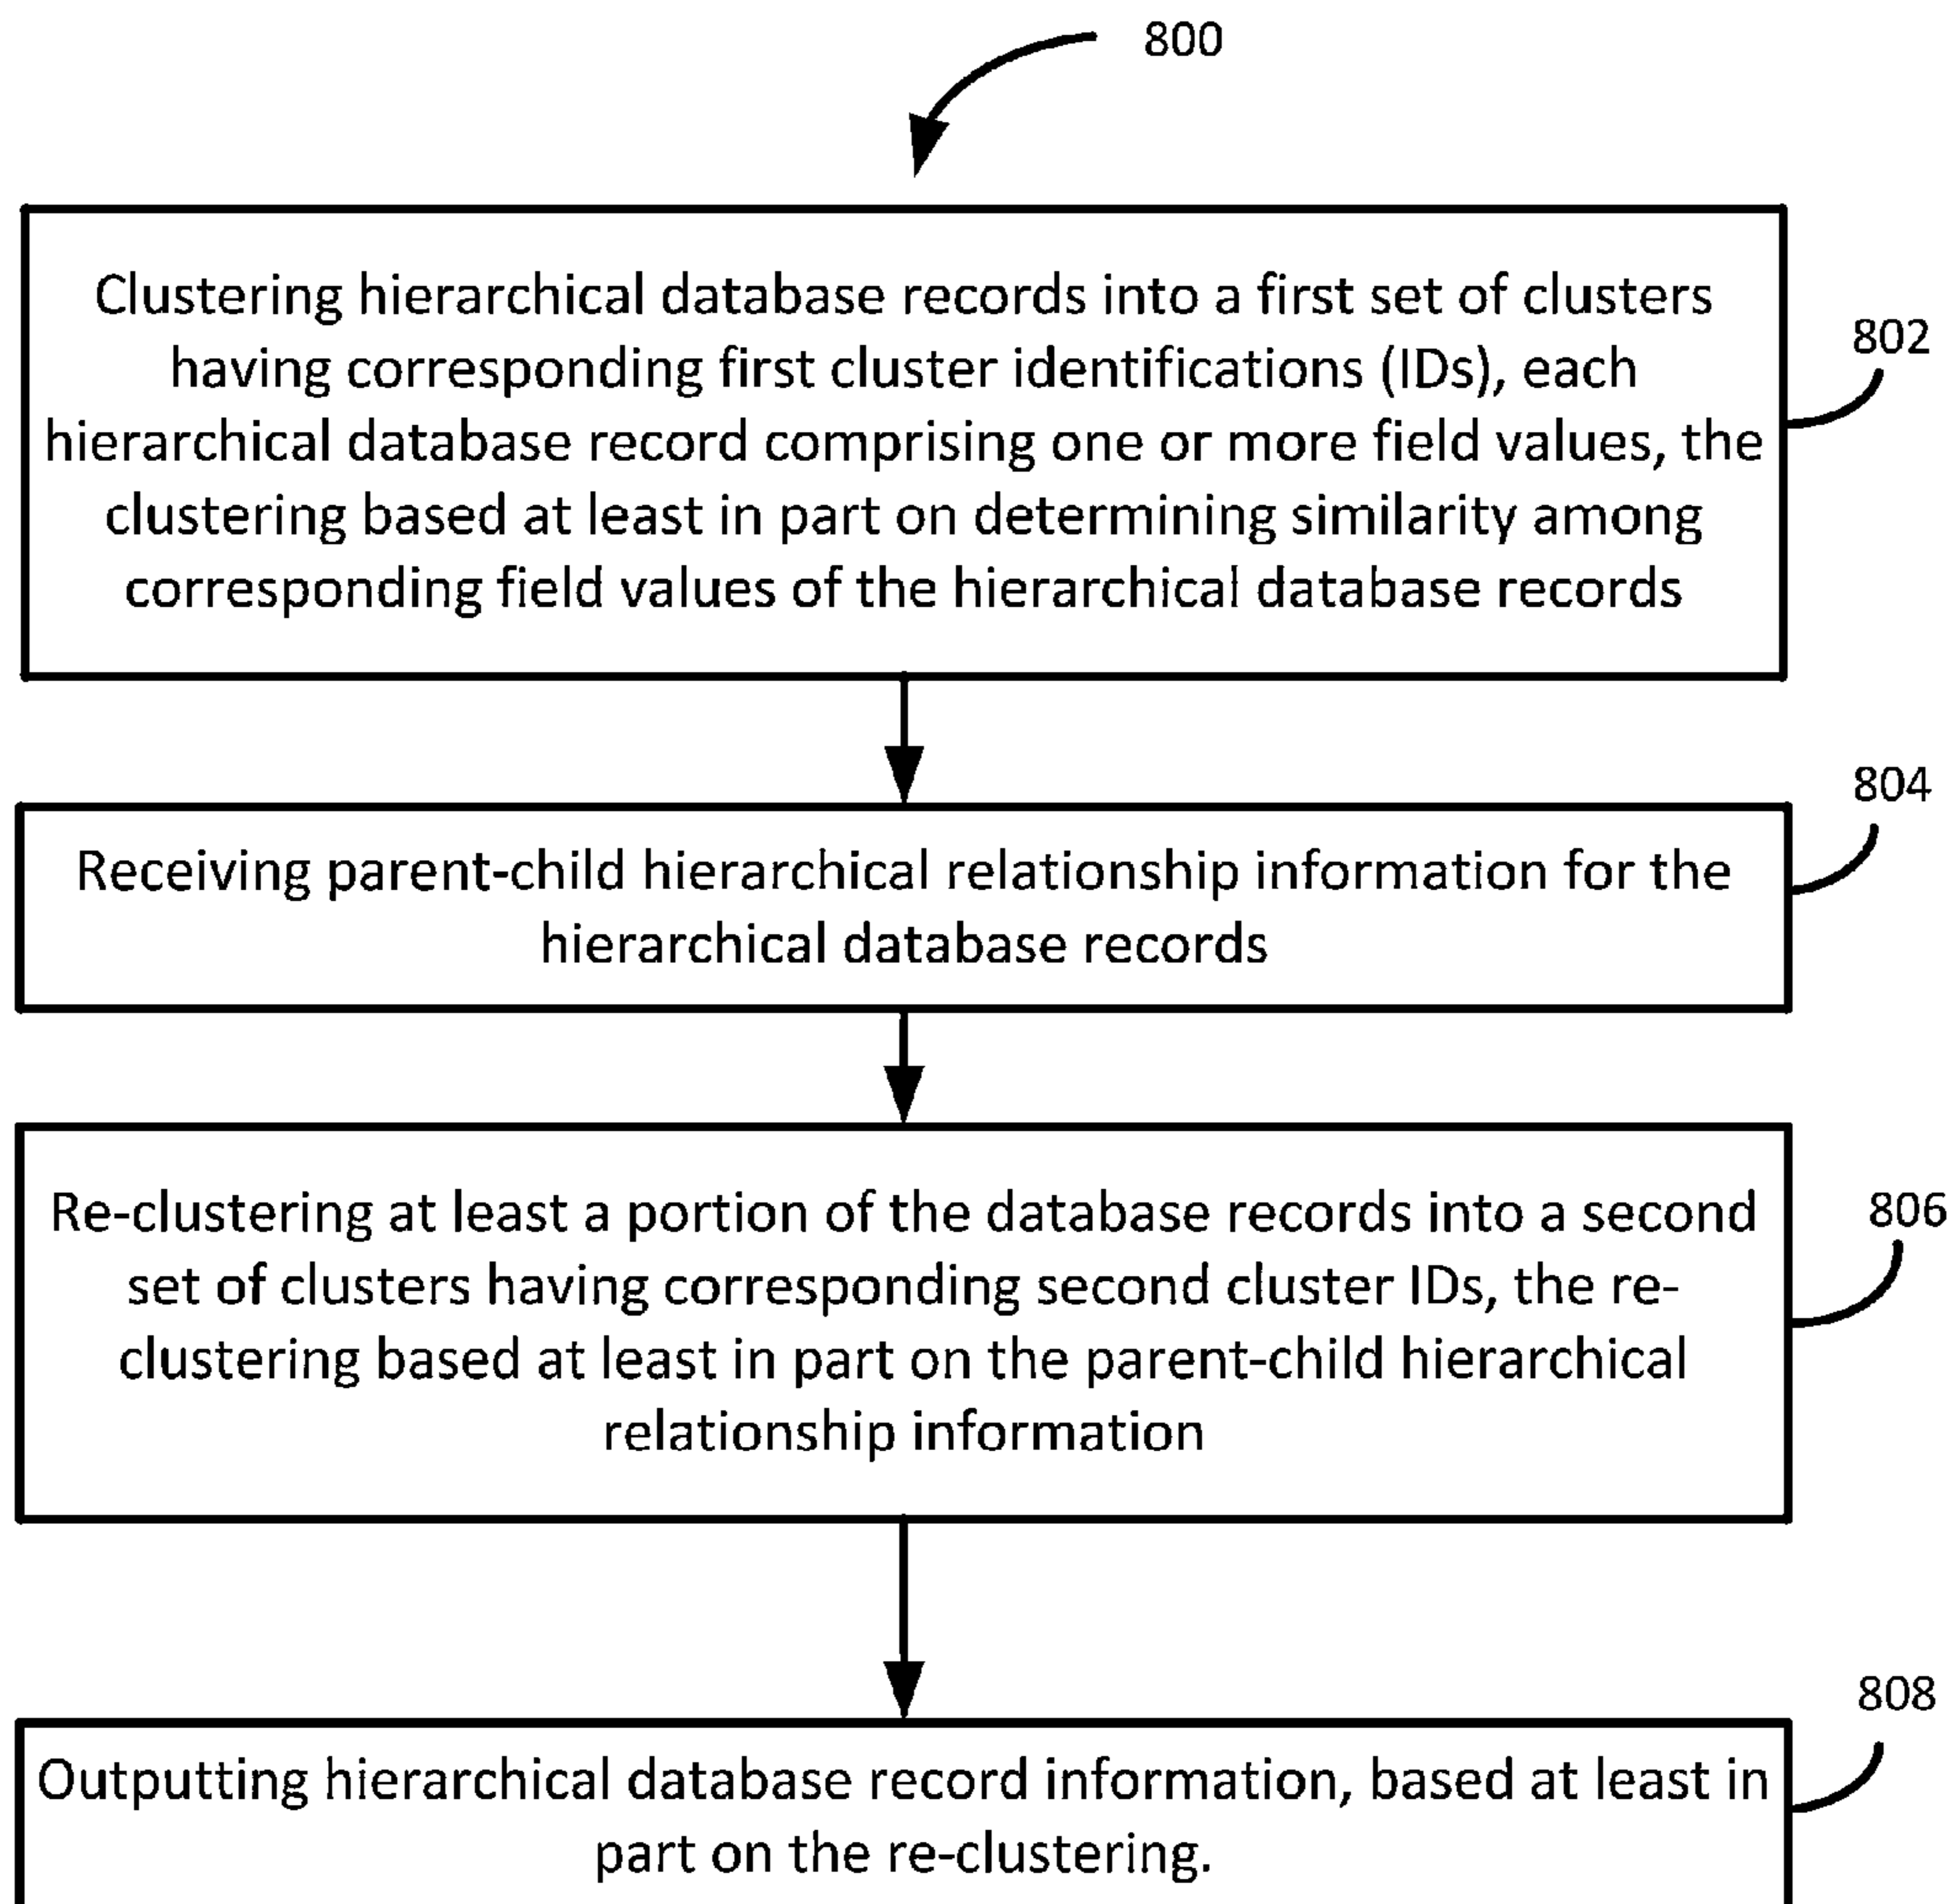 800
Clustering hierarchical database records into a first set of clusters
having corresponding first cluster identifications (IDs), each
hierarchical database record comprising one or more field values, the
clustering based at least in part on determining similarity among
corresponding field values of the hierarchical database records
802
Receiving parent-child hierarchical relationship information for the
hierarchical database records
804
Re-clustering at least a portion of the database records into a second
set of clusters having corresponding second cluster IDs, the re-
clustering based at least in part on the parent-child hierarchical
relationship information
806
Outputting hierarchical database record information, based at least in
part on the re-clustering.
808